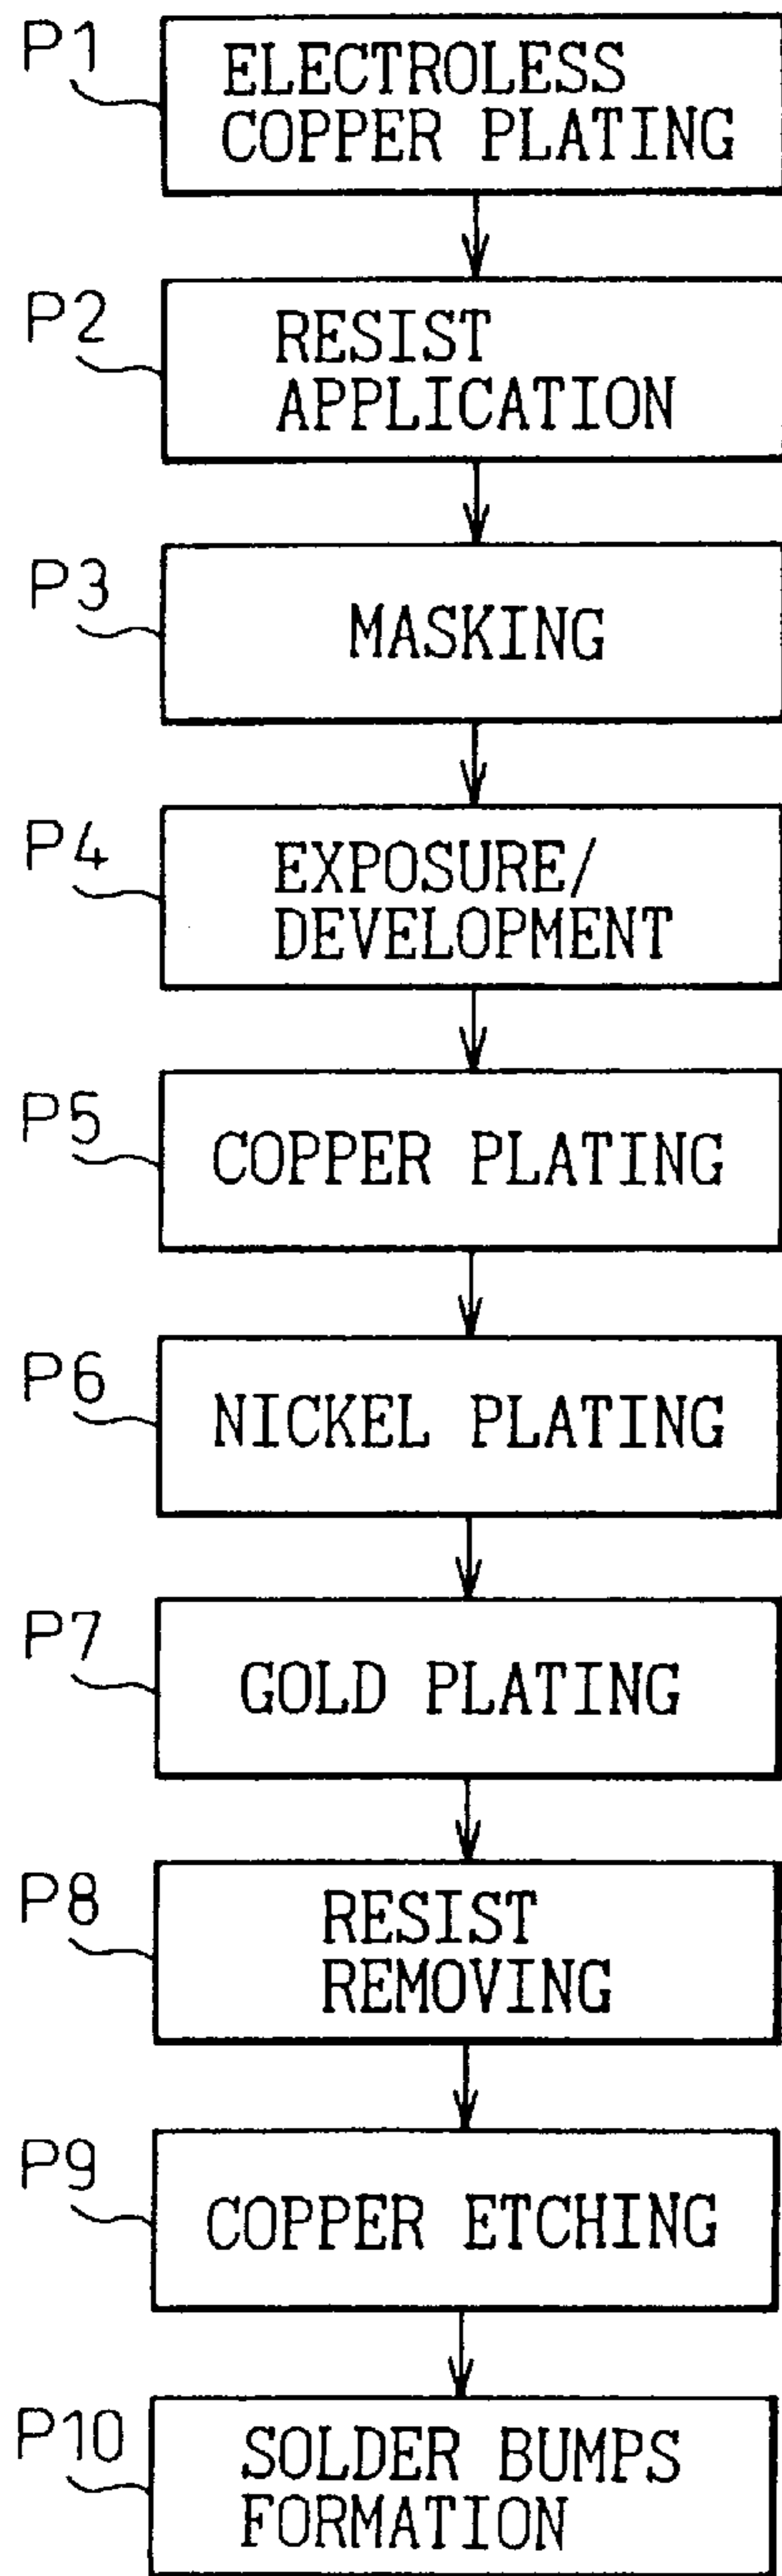 P1
ELECTROLESS
COPPER PLATING
P2
RESIST
APPLICATION
P3
MASKING
P4
EXPOSURE/
DEVELOPMENT
P5
COPPER PLATING
P6
NICKEL PLATING
P7
GOLD PLATING
P8
RESIST
REMOVING
P9
COPPER ETCHING
P10
SOLDER BUMPS
FORMATION